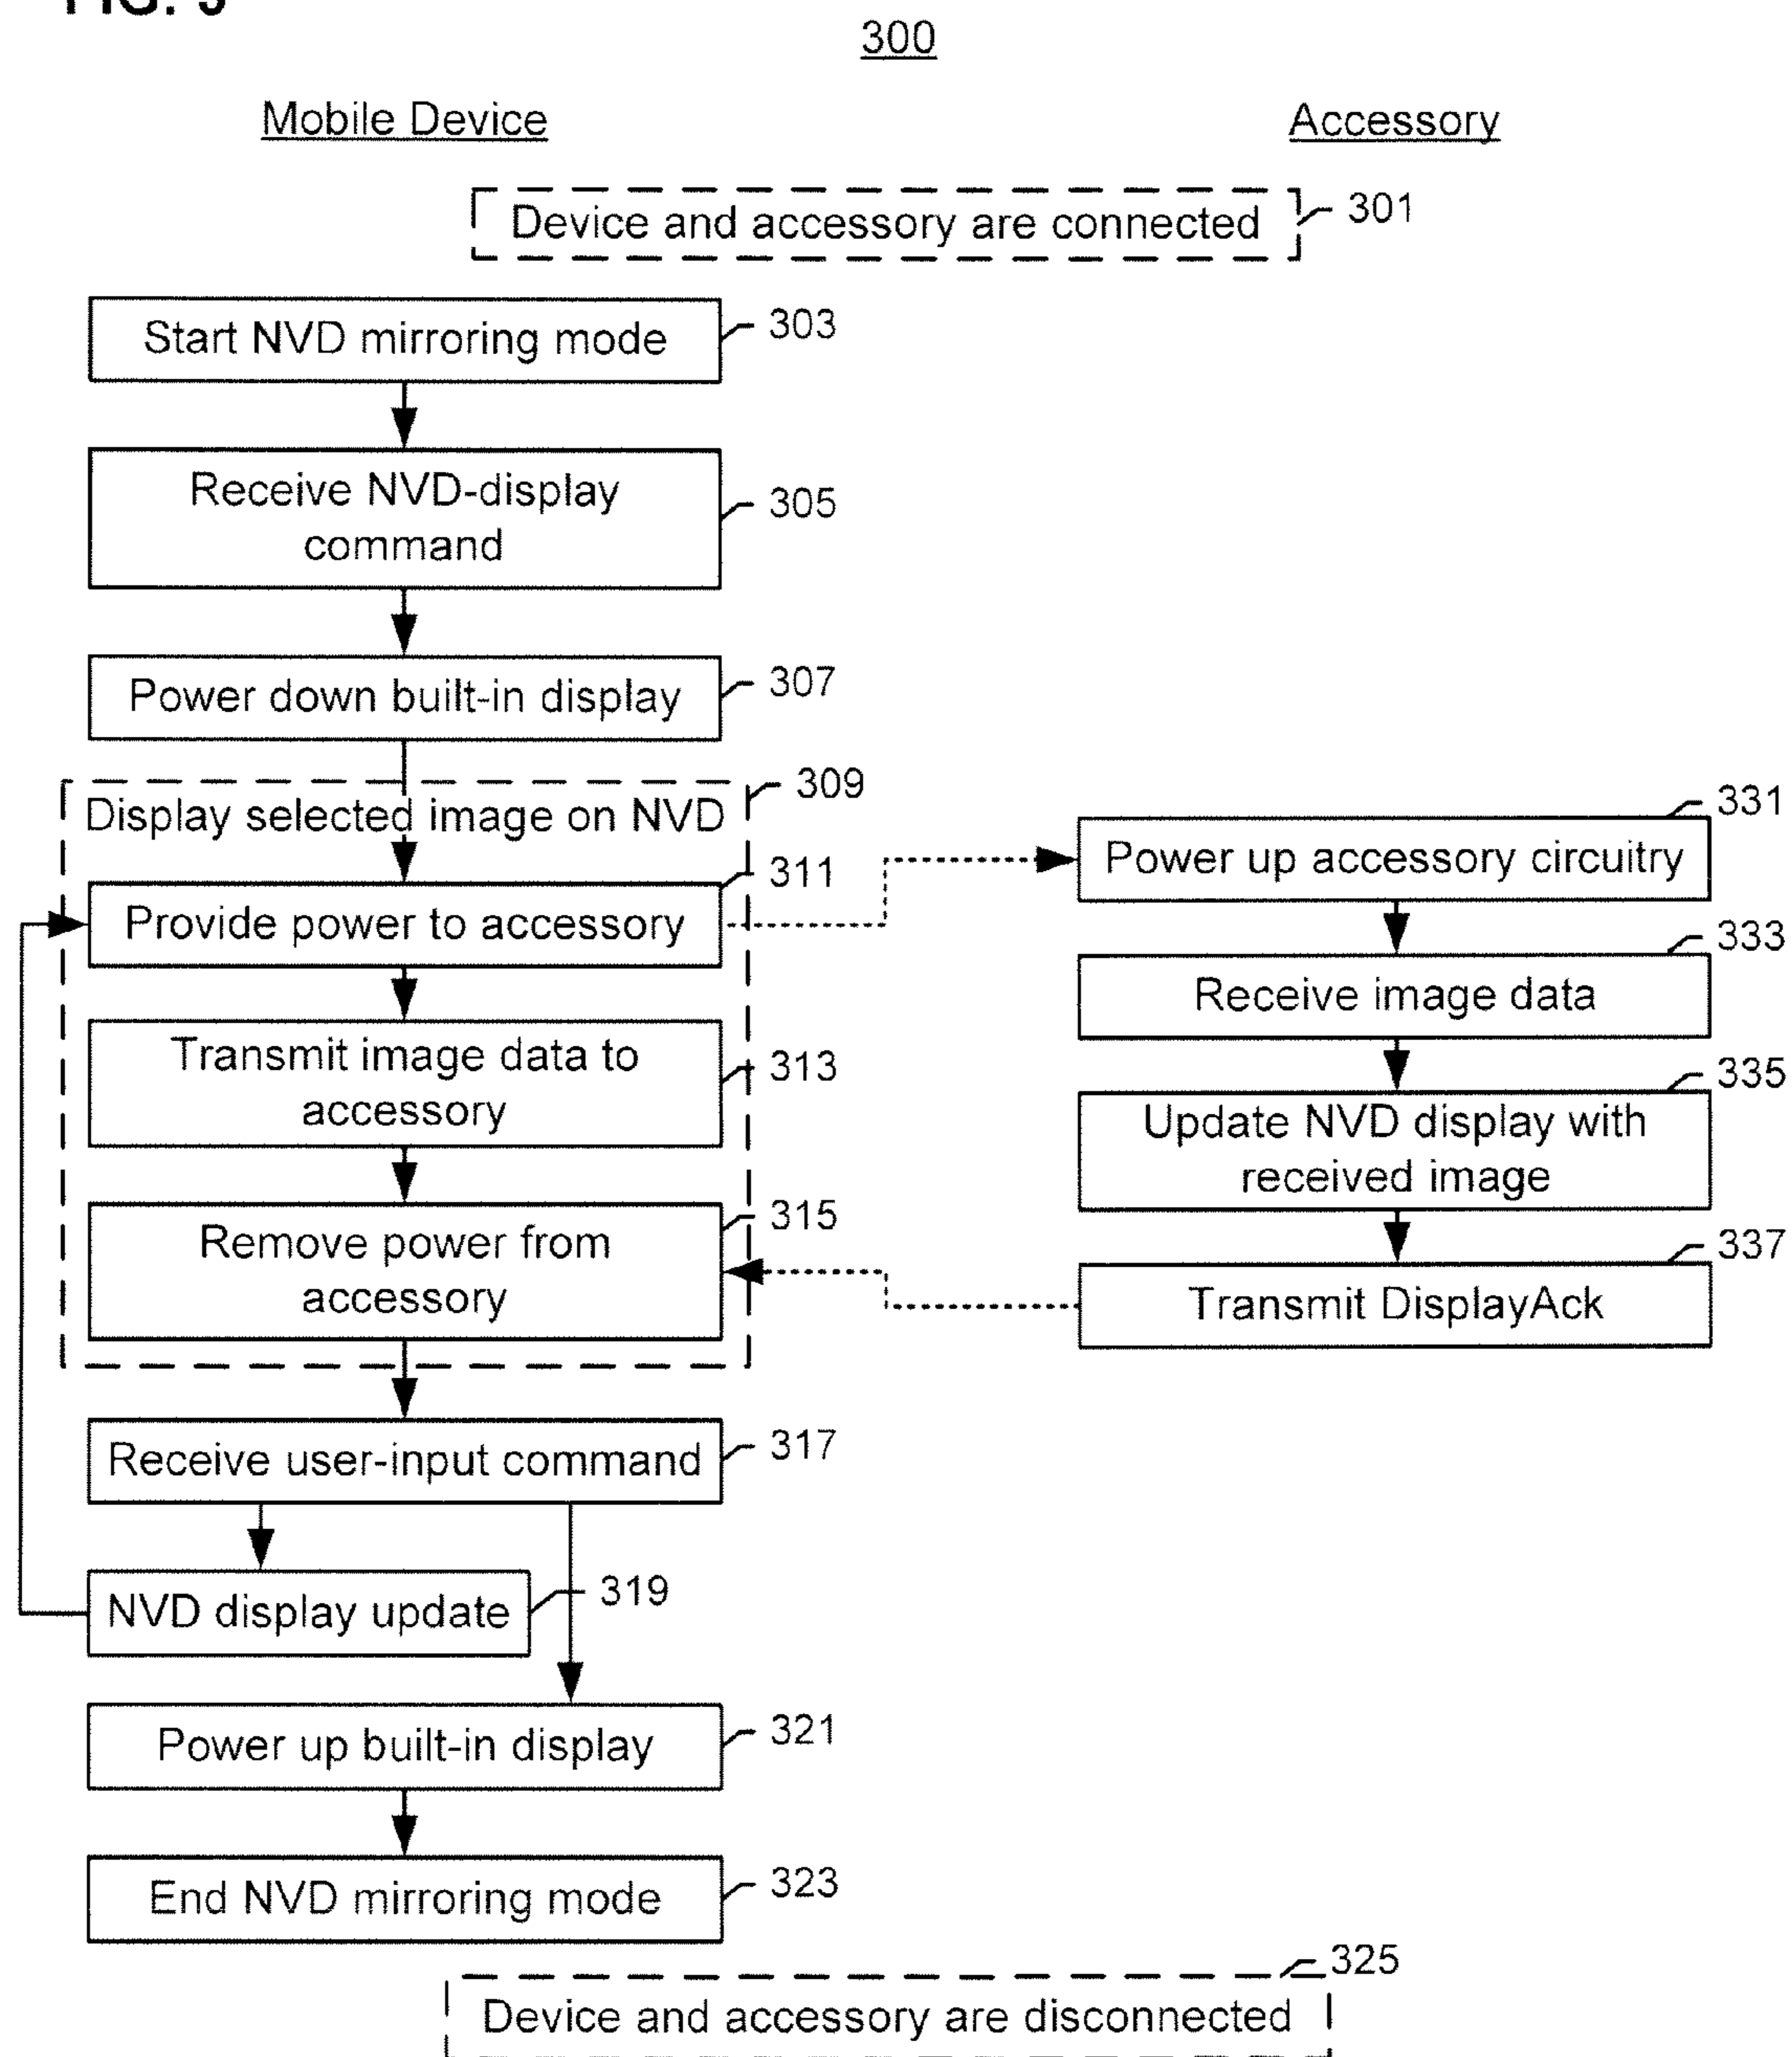 FIG. 3
300
Mobile Device
Accessory
Device and accessory are connected
301
Start NVD mirroring mode
303
Receive NVD-display
command
305
Power down built-in display
307
309
Display selected image on NVD
311
Provide power to accessory
Transmit image data to
accessory
313
Remove power from
accessory
315
331
Power up accessory circuitry
333
Receive image data
335
Update NVD display with
received image
337
Transmit DisplayAck
Receive user-input command
317
NVD display update
319
Power up built-in display
321
End NVD mirroring mode
323
325
Device and accessory are disconnected